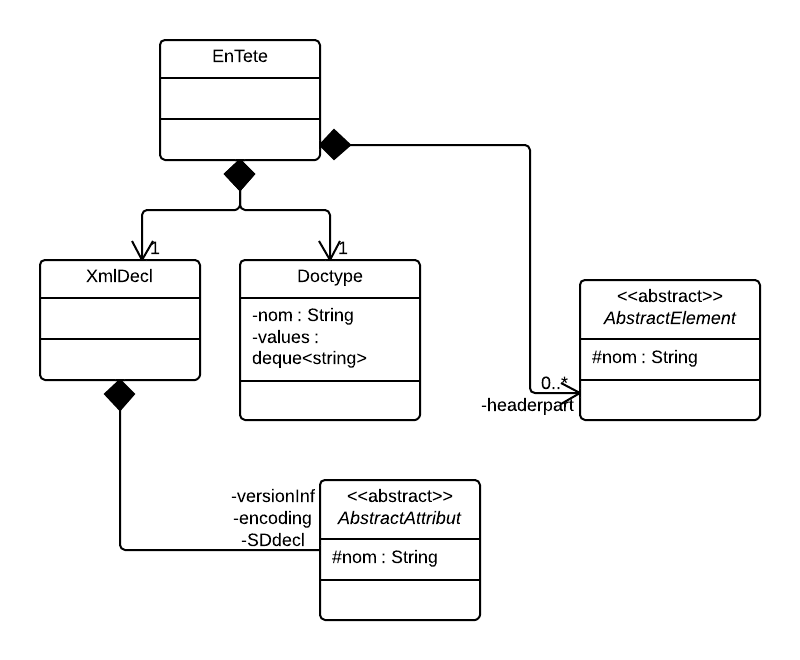 EnTete
1
1
XmlDecl
Doctype
-nom : String
-values :
deque<string>
<<abstract>>
AbstractElement
#nom : String
0..*
-headerpart
-versionInf
-encoding
-SDdecl
<<abstract>>
AbstractAttribut
#nom : String